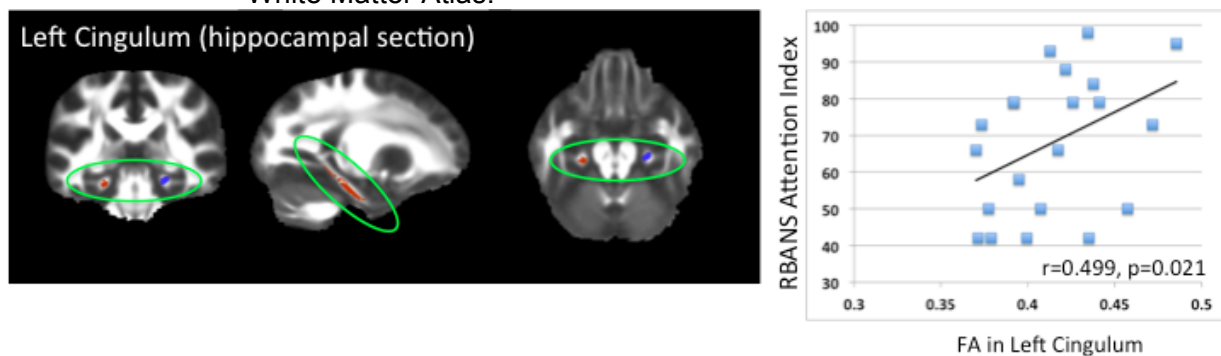 White Matter Atlas.
Left Cingulum (hippocampal section)
RBANS Attention Index
100
90
80
70
60
50
40
30
r=0.499, p=0.021
0.3
0.35
0.4
0.45
0.5
FA in Left Cingulum